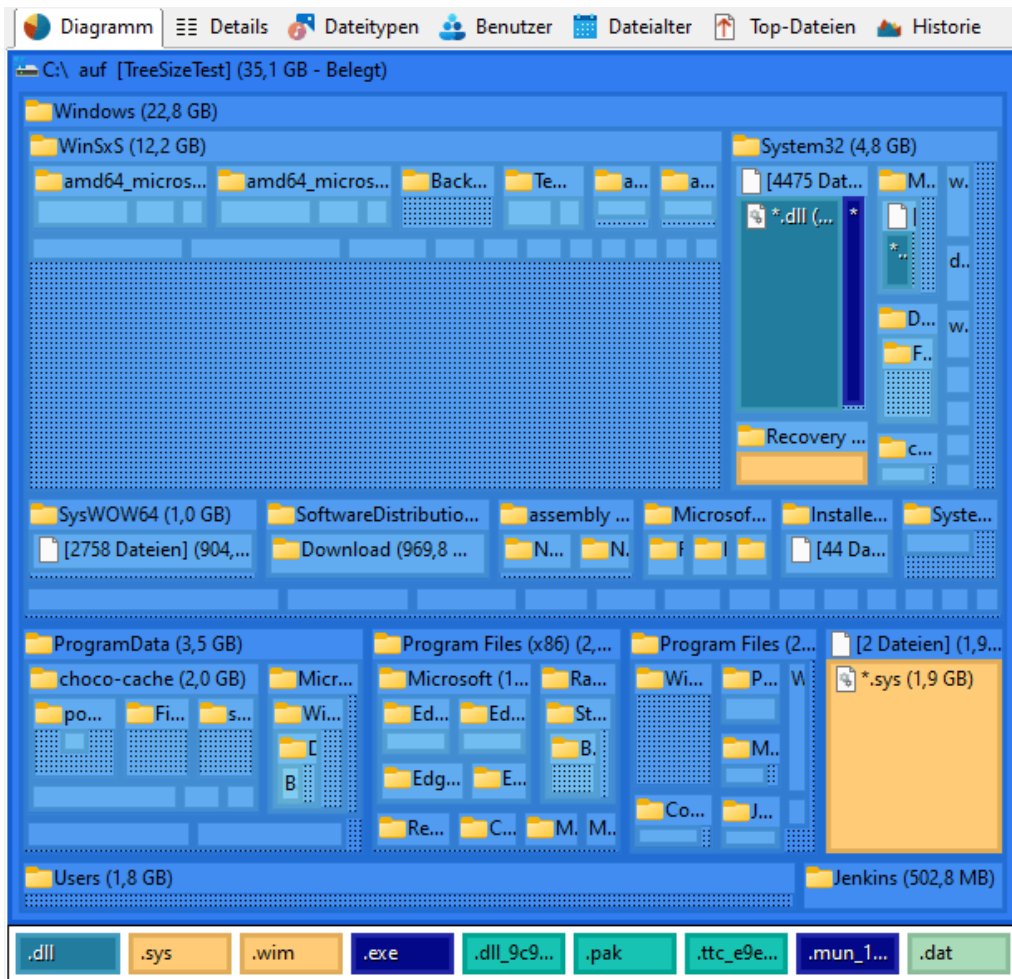 Diagramm Details Dateitypen Benutzer Dateialter Top-Dateien Historie
C:\ auf [TreeSizeTest] (35,1 GB - Belegt)
Windows (22,8 GB)
WinSxS (12,2 GB) System32 (4,8 GB)
amd64_micros... amd64_micros... Back... Te... a... a... [4475 Dat... M.. w.
*.dll (... * [
*.. d..
D... w.
F..
Recovery ... c...
SysWOW64 (1,0 GB) SoftwareDistributio... assembly ... Microsof... Installe... Syste...
[2758 Dateien] (904,... Download (969,8 ... N... N. F I [44 Da...
ProgramData (3,5 GB) Program Files (x86) (2,... Program Files (2... [2 Dateien] (1,9...
choco-cache (2,0 GB) Micr... Microsoft (1... Ra... Wi... P... W *.sys (1,9 GB)
po... Fi... s... Wi... Ed... Ed... St...
D B. M..
B Edg... E...
Co... J...
Re... C... M. M..
Users (1,8 GB) Jenkins (502,8 MB)
.dll .sys .wim .exe .dll_9c9... .pak .ttc_e9e... .mun_1... .dat